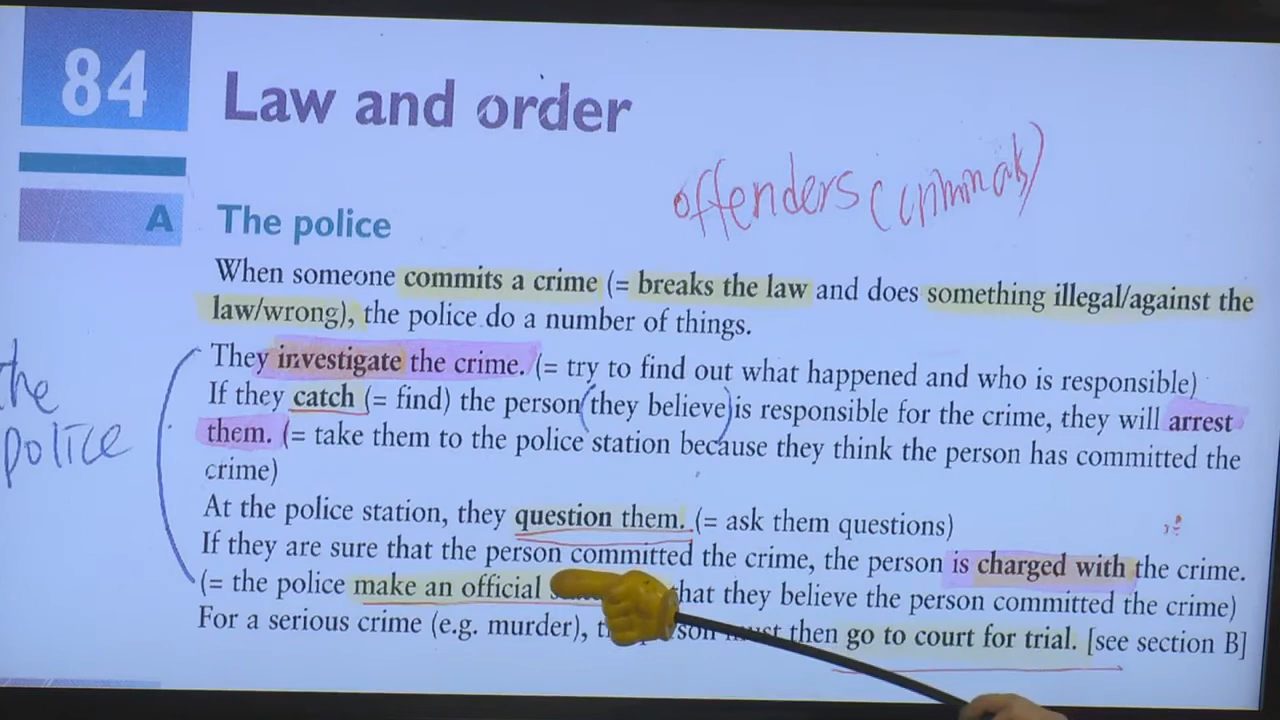 84
Law and order
offenders (criminals)
A The police
When someone commits a crime (= breaks the law and does something illegal/against the
law/wrong), the police do a number of things.
They investigate the crime. (= try to find out what happened and who is responsible)
If they catch (= find) the person (they believe) is responsible for the crime, they will arrest
them. (= take them to the police station because they think the person has committed the
crime)
the
police
At the police station, they question them. (= ask them questions)
If they are sure that the person committed the crime, the person is charged with the crime.
(= the police make an official that they believe the person committed the crime)
For a serious crime (e.g. murder), then go to court for trial. [see section B]